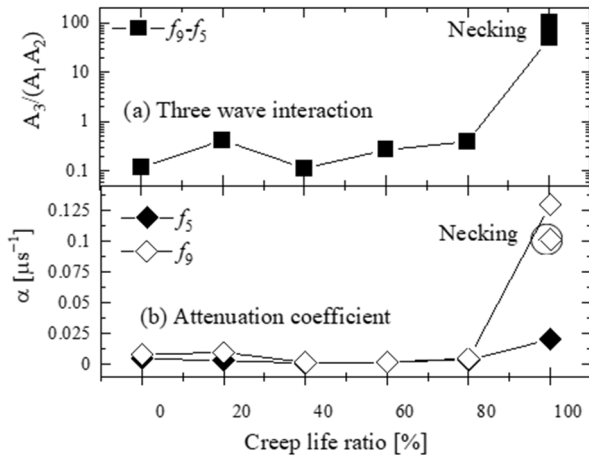 100
10
1
0.1
A3/(A1A2)
f9-f5
Necking
(a) Three wave interaction
0.125
0.1
0.075
0.05
0.025
0
α [µs−1]
f5
f9
Necking
(b) Attenuation coefficient
0 20 40 60 80 100
Creep life ratio [%]